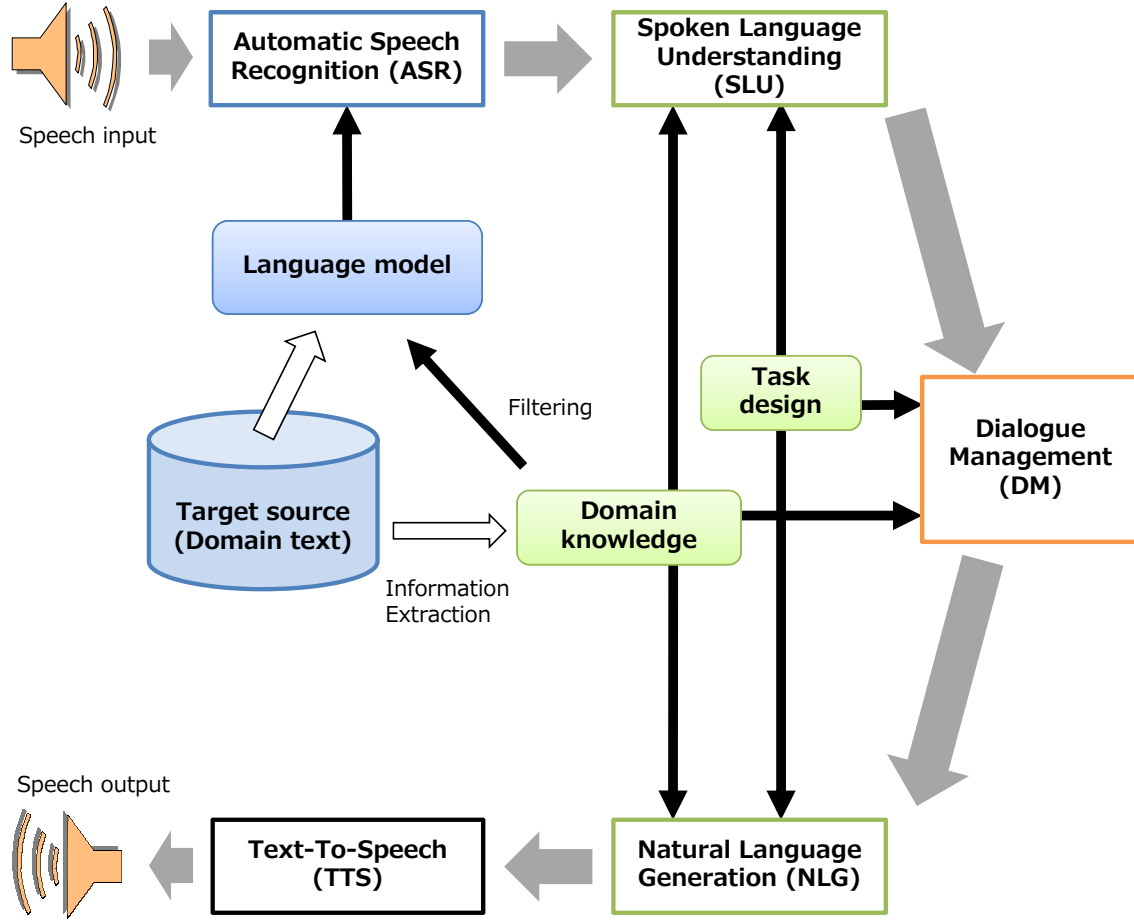 Automatic Speech
Recognition (ASR)
Spoken Language
Understanding
(SLU)
Speech input
Language model
Task
design
Filtering
Dialogue
Management
(DM)
Target source
(Domain text)
Domain
knowledge
Information
Extraction
Speech output
Text-To-Speech
(TTS)
Natural Language
Generation (NLG)